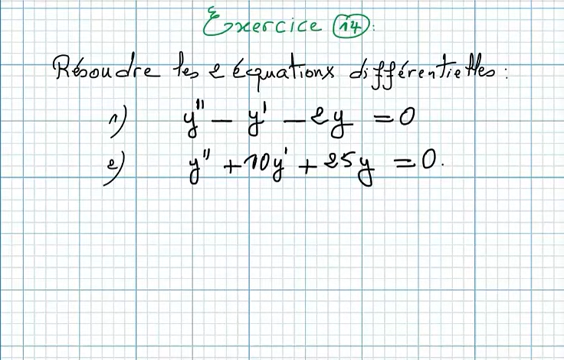 Exercice 14:
Résoudre les 2 équations différentielles:
1) y'' - y' - 2y = 0
2) y'' + 10y' + 25y = 0.